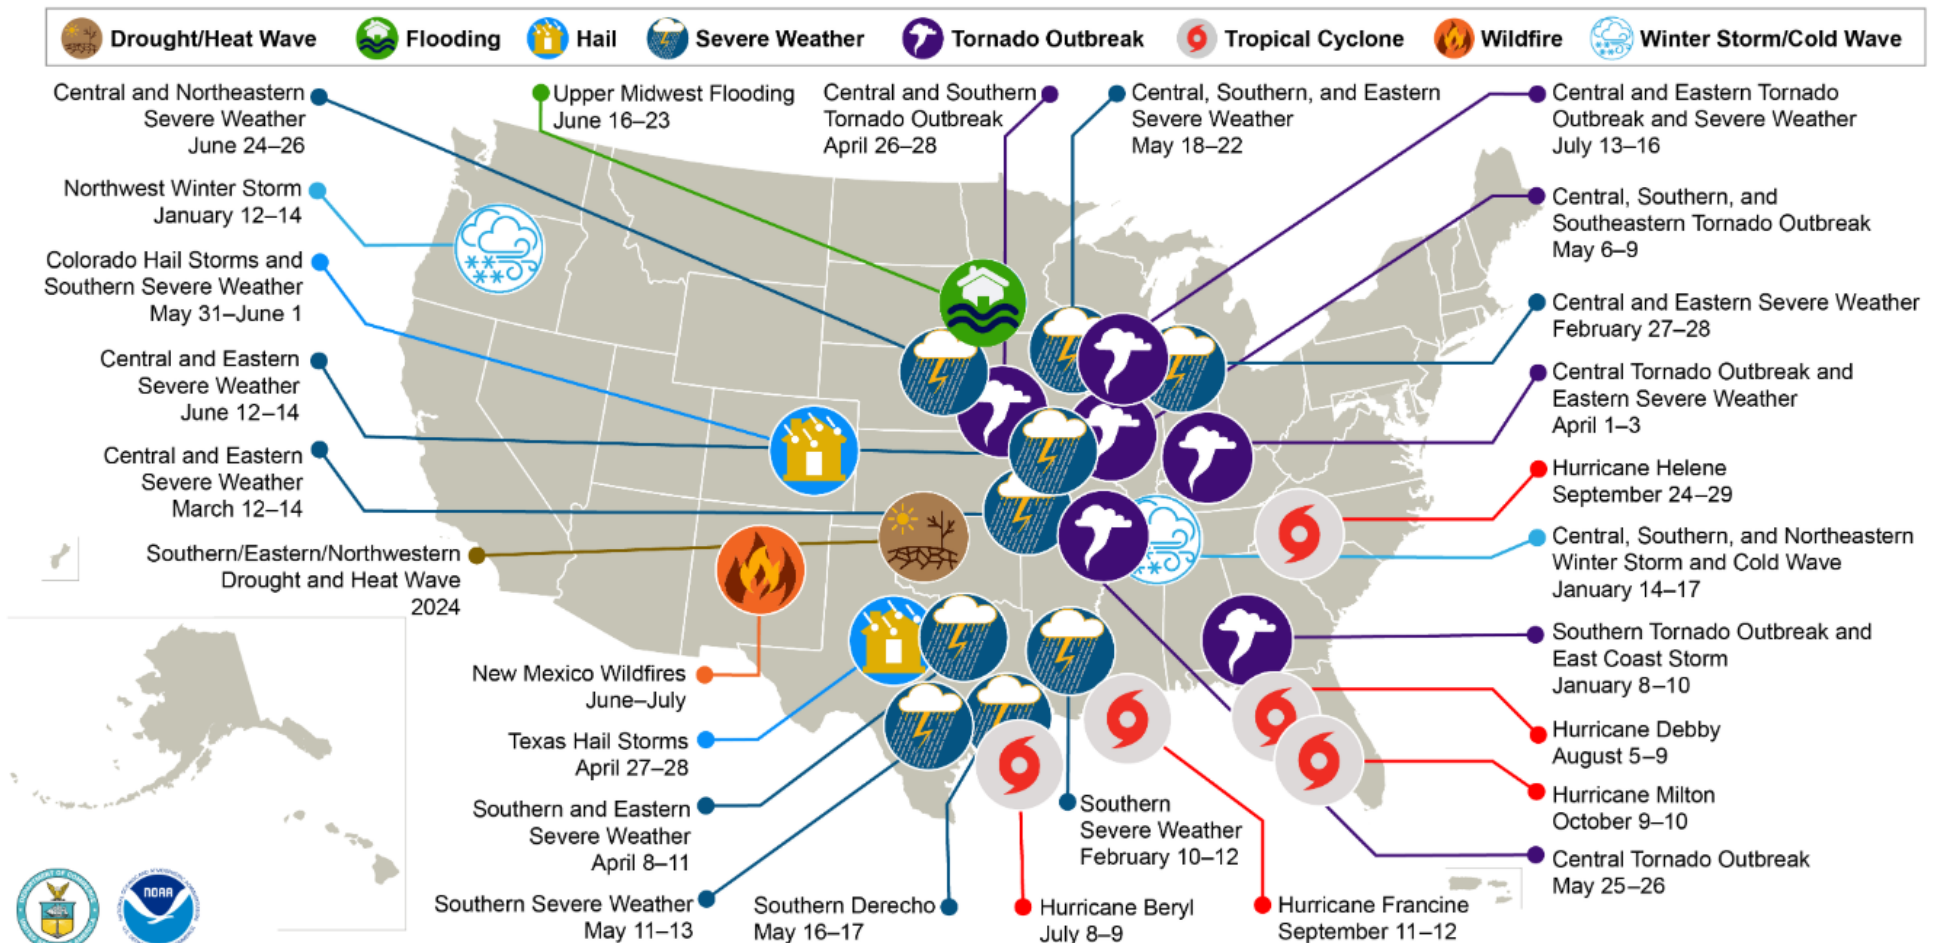 Drought/Heat Wave Flooding Hail Severe Weather Tornado Outbreak Tropical Cyclone Wildfire Winter Storm/Cold Wave
Central and Northeastern
Severe Weather
June 24–26
Northwest Winter Storm
January 12–14
Colorado Hail Storms and
Southern Severe Weather
May 31–June 1
Central and Eastern
Severe Weather
June 12–14
Central and Eastern
Severe Weather
March 12–14
Southern/Eastern/Northwestern
Drought and Heat Wave
2024
New Mexico Wildfires
June–July
Texas Hail Storms
April 27–28
Southern and Eastern
Severe Weather
April 8–11
Southern Severe Weather
May 11–13
Upper Midwest Flooding
June 16–23
Central and Southern
Tornado Outbreak
April 26–28
Central, Southern, and Eastern
Severe Weather
May 18–22
Central and Eastern Tornado
Outbreak and Severe Weather
July 13–16
Central, Southern, and
Southeastern Tornado Outbreak
May 6–9
Central and Eastern Severe Weather
February 27–28
Central Tornado Outbreak and
Eastern Severe Weather
April 1–3
Hurricane Helene
September 24–29
Central, Southern, and Northeastern
Winter Storm and Cold Wave
January 14–17
Southern Tornado Outbreak and
East Coast Storm
January 8–10
Hurricane Debby
August 5–9
Hurricane Milton
October 9–10
Central Tornado Outbreak
May 25–26
Southern
Severe Weather
February 10–12
Southern Derecho
May 16–17
Hurricane Beryl
July 8–9
Hurricane Francine
September 11–12
DEPARTMENT OF COMMERCE
NOAA